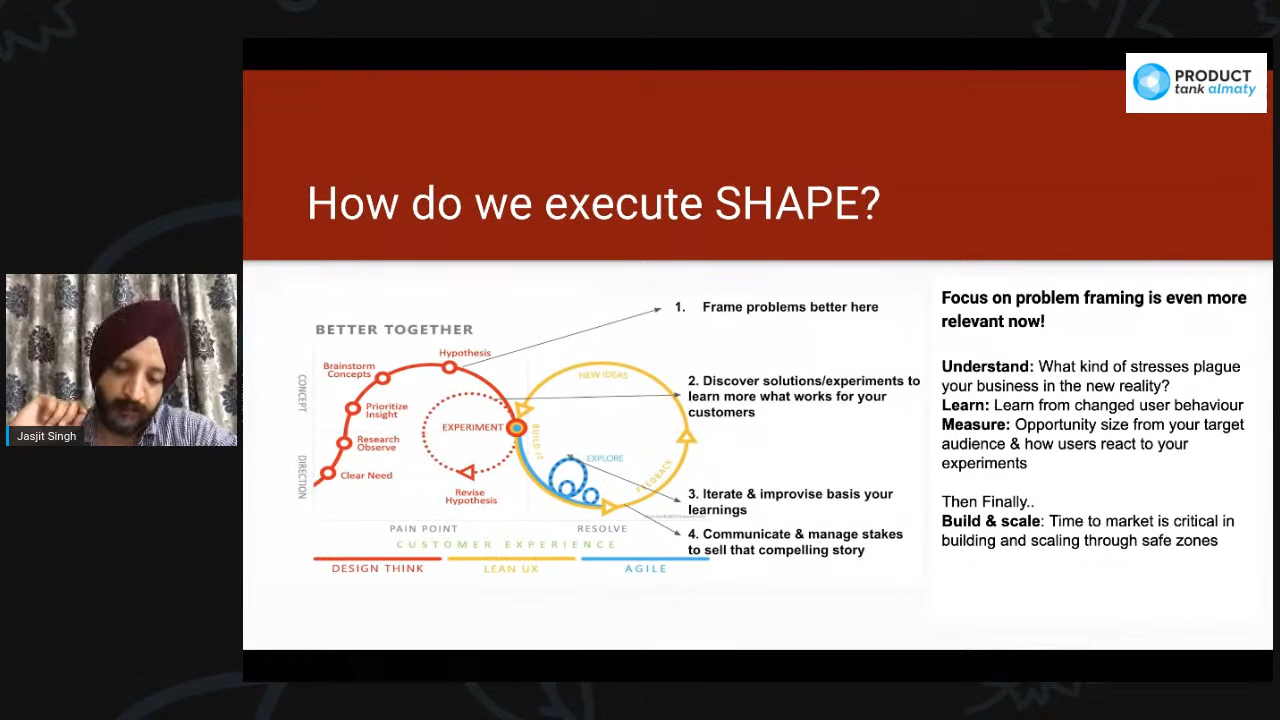 PRODUCT
tank almaty
How do we execute SHAPE?
Jasjit Singh
BETTER TOGETHER
CONCEPT
DIRECTION
Hypothesis
Brainstorm
Concepts
Prioritize
Insight
Research
Observe
Clear Need
EXPERIMENT
Revise
Hypothesis
NEW IDEAS
BUILD IT
EXPLORE
FEEDBACK
PAIN POINT
RESOLVE
CUSTOMER EXPERIENCE
DESIGN THINK
LEAN UX
AGILE
1. Frame problems better here
2. Discover solutions/experiments to
learn more what works for your
customers
3. Iterate & improvise basis your
learnings
4. Communicate & manage stakes
to sell that compelling story
Focus on problem framing is even more
relevant now!
Understand: What kind of stresses plague
your business in the new reality?
Learn: Learn from changed user behaviour
Measure: Opportunity size from your target
audience & how users react to your
experiments
Then Finally..
Build & scale: Time to market is critical in
building and scaling through safe zones